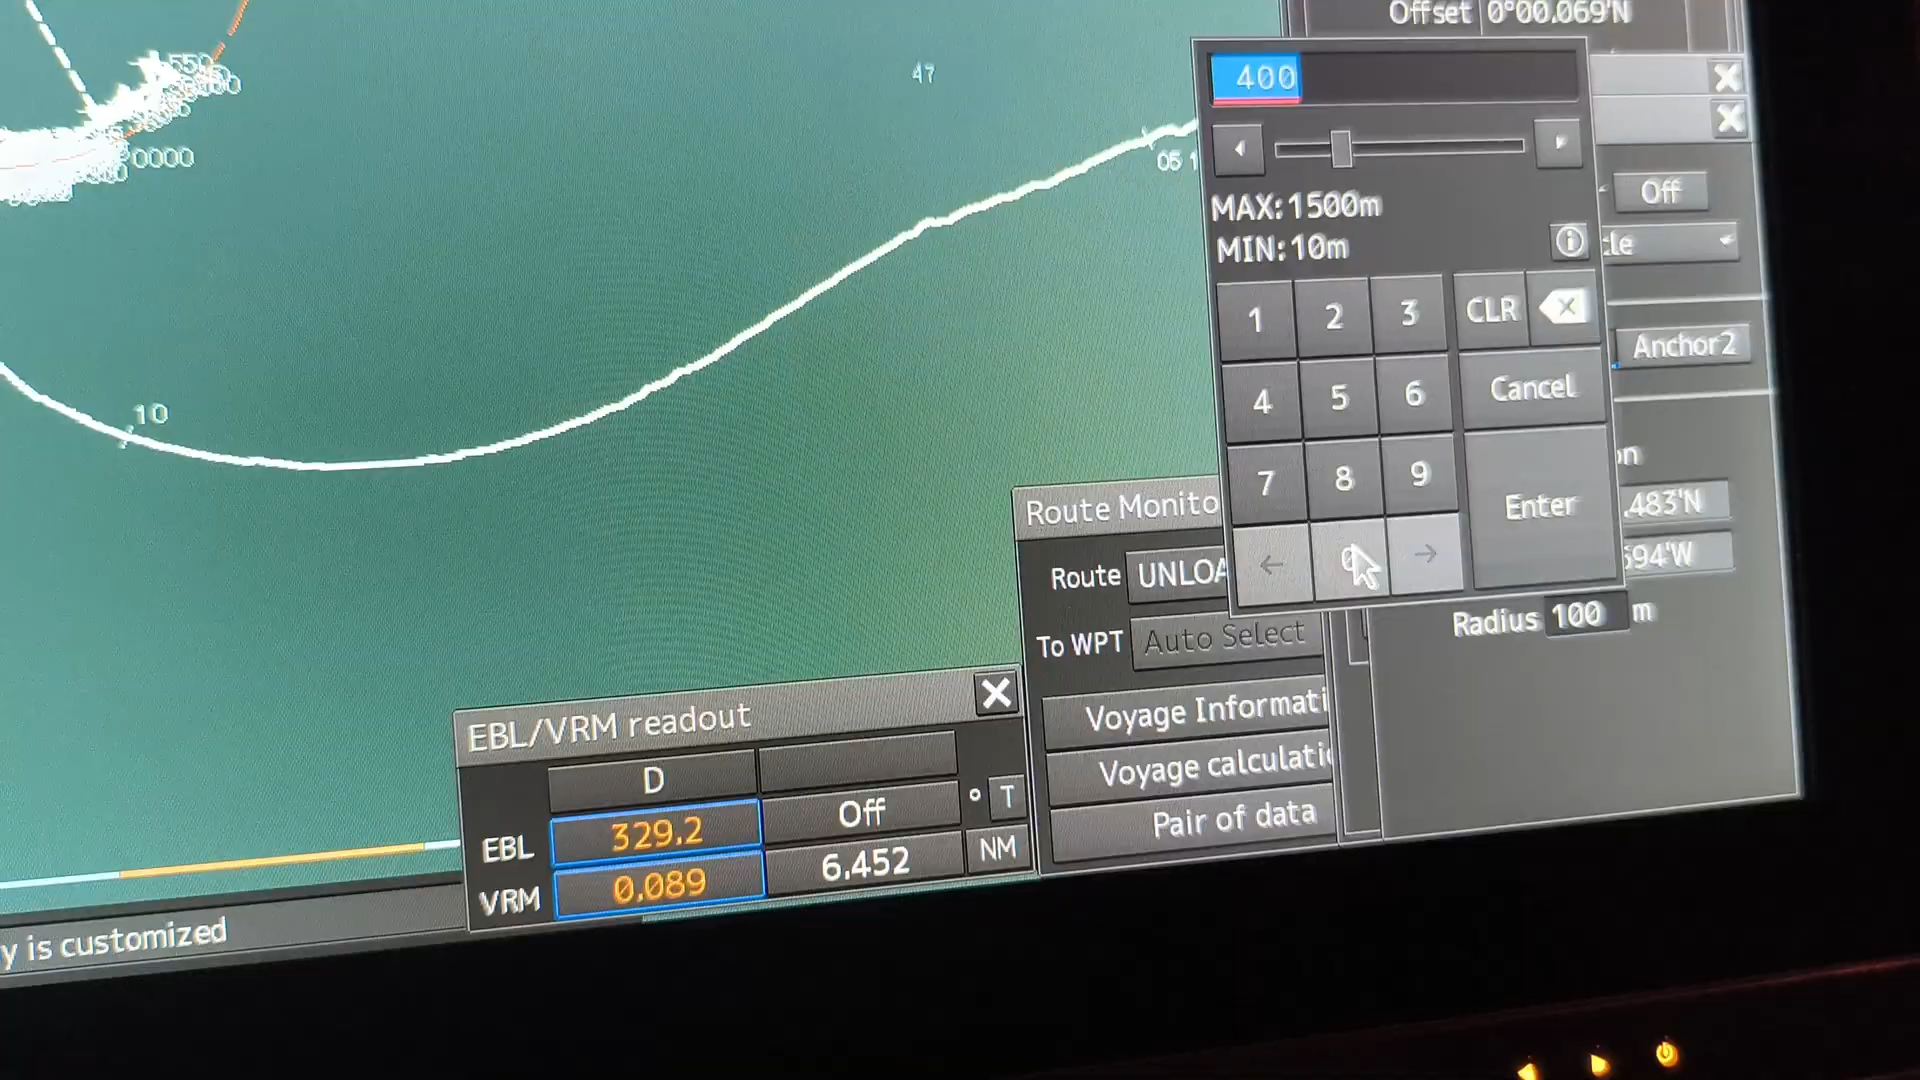 Offset 0°00.069'N
400
MAX:1500m
MIN:10m
1 2 3 CLR
4 5 6 Cancel
7 8 9 Enter
← →
Off
Anchor2
.483'N
594'W
Radius 100 m
47
0000
05 1
10
Route Monito
Route UNLOA
To WPT Auto Select
Voyage Informati
Voyage calculati
Pair of data
EBL/VRM readout
D
EBL 329.2 Off ° T
VRM 0.089 6.452 NM
y is customized